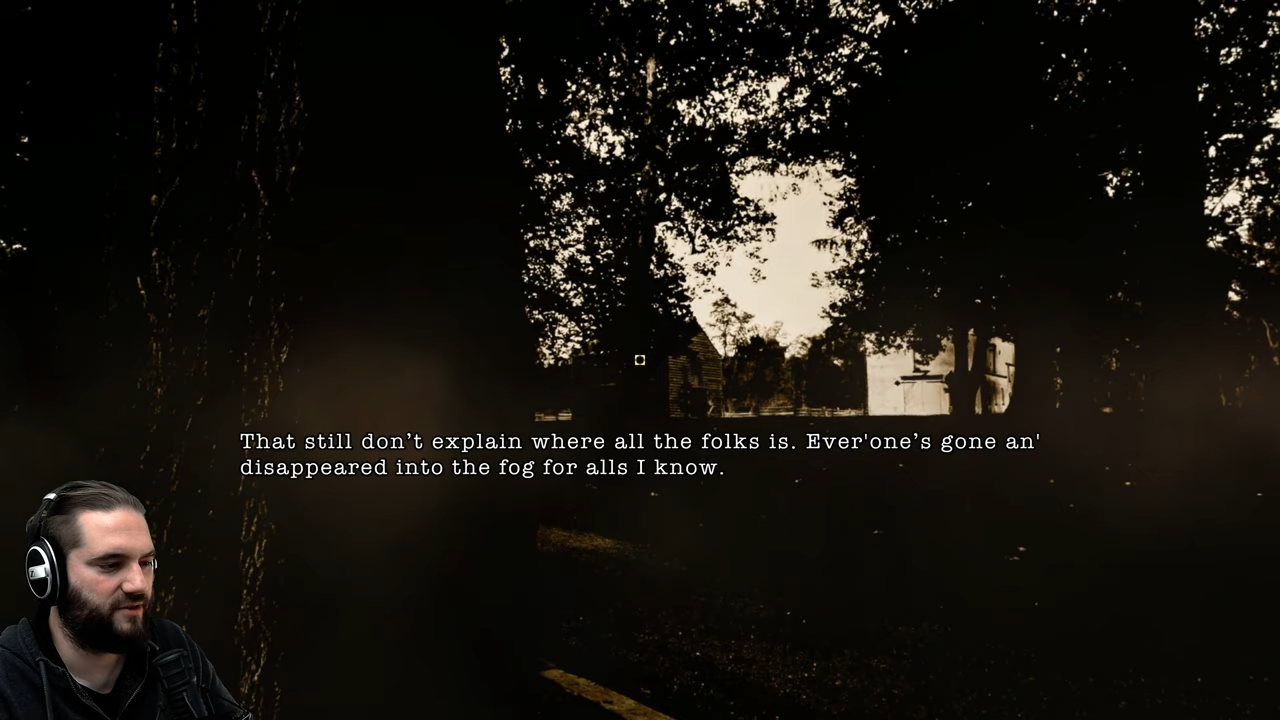 That still don’t explain where all the folks is. Ever'one’s gone an'
disappeared into the fog for alls I know.